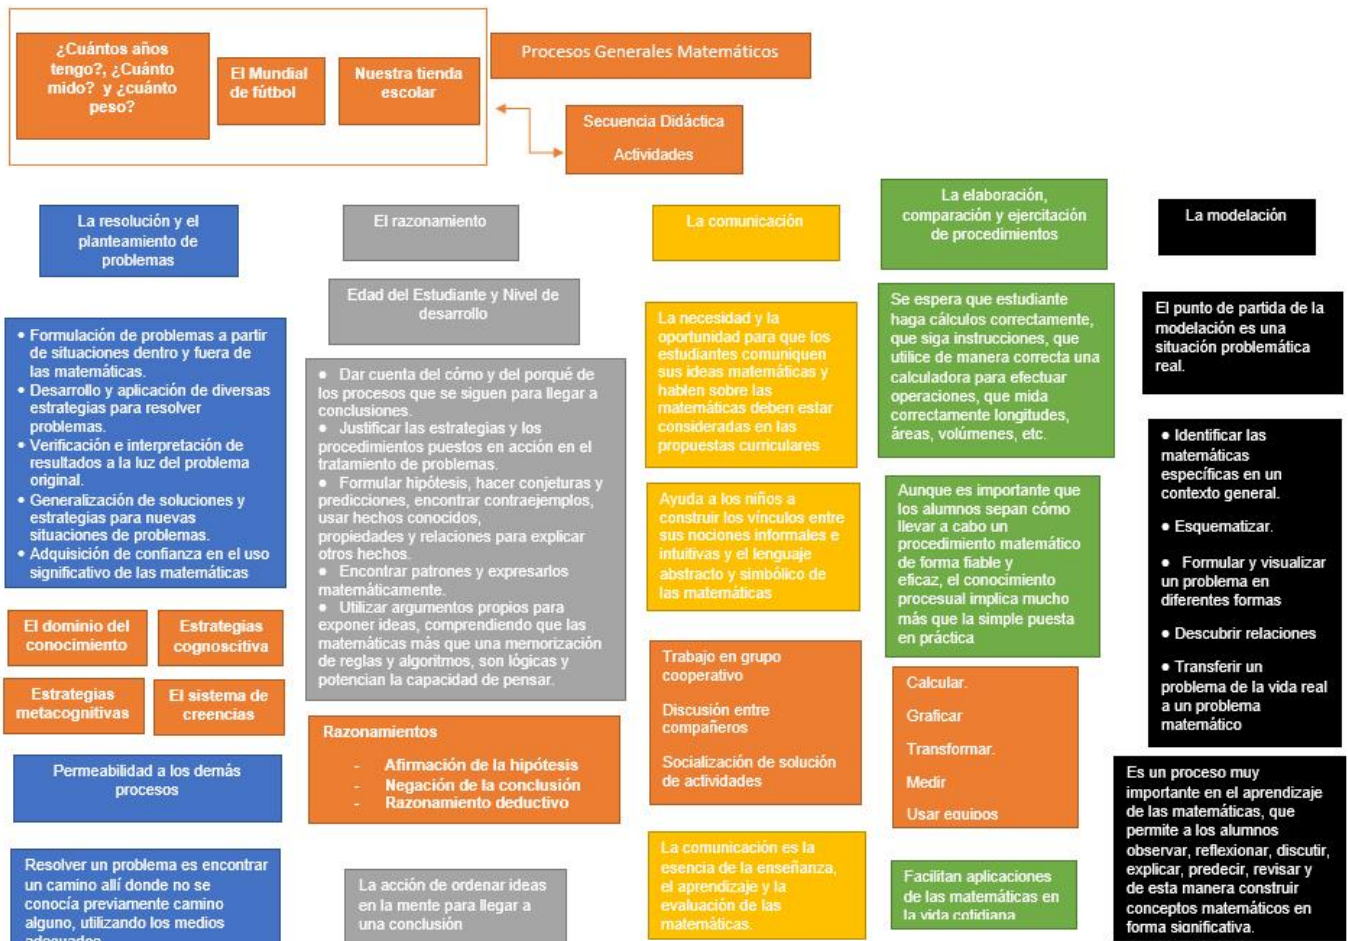 ¿Cuántos años
tengo?, ¿Cuánto
mido? y ¿cuánto
peso?
El Mundial
de fútbol
Nuestra tienda
escolar
Procesos Generales Matemáticos
Secuencia Didáctica
Actividades
La resolución y el
planteamiento de
problemas
• Formulación de problemas a partir
de situaciones dentro y fuera de
las matemáticas.
• Desarrollo y aplicación de diversas
estrategias para resolver
problemas.
• Verificación e interpretación de
resultados a la luz del problema
original.
• Generalización de soluciones y
estrategias para nuevas
situaciones de problemas.
• Adquisición de confianza en el uso
significativo de las matemáticas
El dominio del
conocimiento
Estrategias
cognoscitiva
Estrategias
metacognitivas
El sistema de
creencias
Permeabilidad a los demás
procesos
Resolver un problema es encontrar
un camino allí donde no se
conocía previamente camino
alguno, utilizando los medios
adecuados
El razonamiento
Edad del Estudiante y Nivel de
desarrollo
• Dar cuenta del cómo y del porqué de
los procesos que se siguen para llegar a
conclusiones.
• Justificar las estrategias y los
procedimientos puestos en acción en el
tratamiento de problemas.
• Formular hipótesis, hacer conjeturas y
predicciones, encontrar contraejemplos,
usar hechos conocidos,
propiedades y relaciones para explicar
otros hechos.
• Encontrar patrones y expresarlos
matemáticamente.
• Utilizar argumentos propios para
exponer ideas, comprendiendo que las
matemáticas más que una memorización
de reglas y algoritmos, son lógicas y
potencian la capacidad de pensar.
Razonamientos
- Afirmación de la hipótesis
- Negación de la conclusión
- Razonamiento deductivo
La acción de ordenar ideas
en la mente para llegar a
una conclusión
La comunicación
La necesidad y la
oportunidad para que los
estudiantes comuniquen
sus ideas matemáticas y
hablen sobre las
matemáticas deben estar
consideradas en las
propuestas curriculares
Ayuda a los niños a
construir los vínculos entre
sus nociones informales e
intuitivas y el lenguaje
abstracto y simbólico de
las matemáticas
Trabajo en grupo
cooperativo
Discusión entre
compañeros
Socialización de solución
de actividades
La comunicación es la
esencia de la enseñanza,
el aprendizaje y la
evaluación de las
matemáticas.
La elaboración,
comparación y ejercitación
de procedimientos
Se espera que estudiante
haga cálculos correctamente,
que siga instrucciones, que
utilice de manera correcta una
calculadora para efectuar
operaciones, que mida
correctamente longitudes,
áreas, volúmenes, etc.
Aunque es importante que
los alumnos sepan cómo
llevar a cabo un
procedimiento matemático
de forma fiable y
eficaz, el conocimiento
procesual implica mucho
más que la simple puesta
en práctica
Calcular.
Graficar
Transformar.
Medir
Usar equipos
Facilitan aplicaciones
de las matemáticas en
la vida cotidiana
La modelación
El punto de partida de la
modelación es una
situación problemática
real.
• Identificar las
matemáticas
específicas en un
contexto general.
• Esquematizar.
• Formular y visualizar
un problema en
diferentes formas
• Descubrir relaciones
• Transferir un
problema de la vida real
a un problema
matemático
Es un proceso muy
importante en el aprendizaje
de las matemáticas, que
permite a los alumnos
observar, reflexionar, discutir,
explicar, predecir, revisar y
de esta manera construir
conceptos matemáticos en
forma significativa.